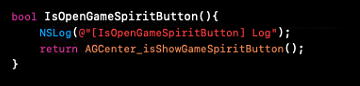 bool IsOpenGameSpiritButton(){
    NSLog(@"[IsOpenGameSpiritButton] Log");
    return AGCenter_isShowGameSpiritButton();
}